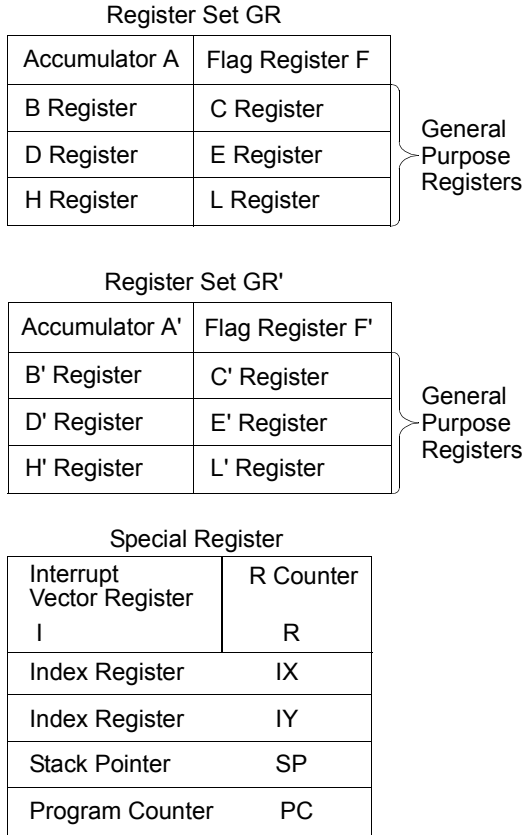 Register Set GR
Accumulator A Flag Register F
B Register C Register
D Register E Register
H Register L Register
General
Purpose
Registers
Register Set GR'
Accumulator A' Flag Register F'
B' Register C' Register
D' Register E' Register
H' Register L' Register
General
Purpose
Registers
Special Register
Interrupt
Vector Register
I
R Counter
R
Index Register IX
Index Register IY
Stack Pointer SP
Program Counter PC